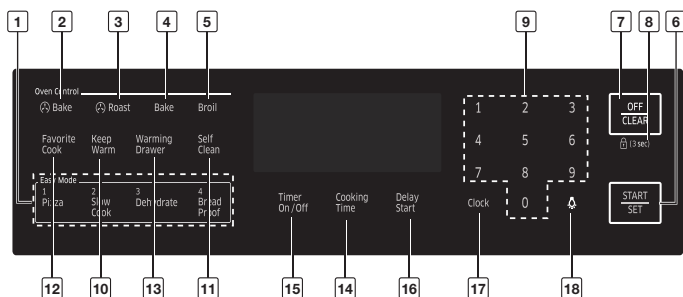 1 2 3 4 5 9 7 8 6
Oven Control
Bake Roast Bake Broil
Favorite Cook
Keep Warm
Warming Drawer
Self Clean
Easy Mode
1 Pizza
2 Slow Cook
3 Dehydrate
4 Bread Proof
Timer On/Off
Cooking Time
Delay Start
1 2 3
4 5 6
7 8 9
Clock 0
OFF
CLEAR
(3 sec)
START
SET
12 10 13 11 15 14 16 17 18